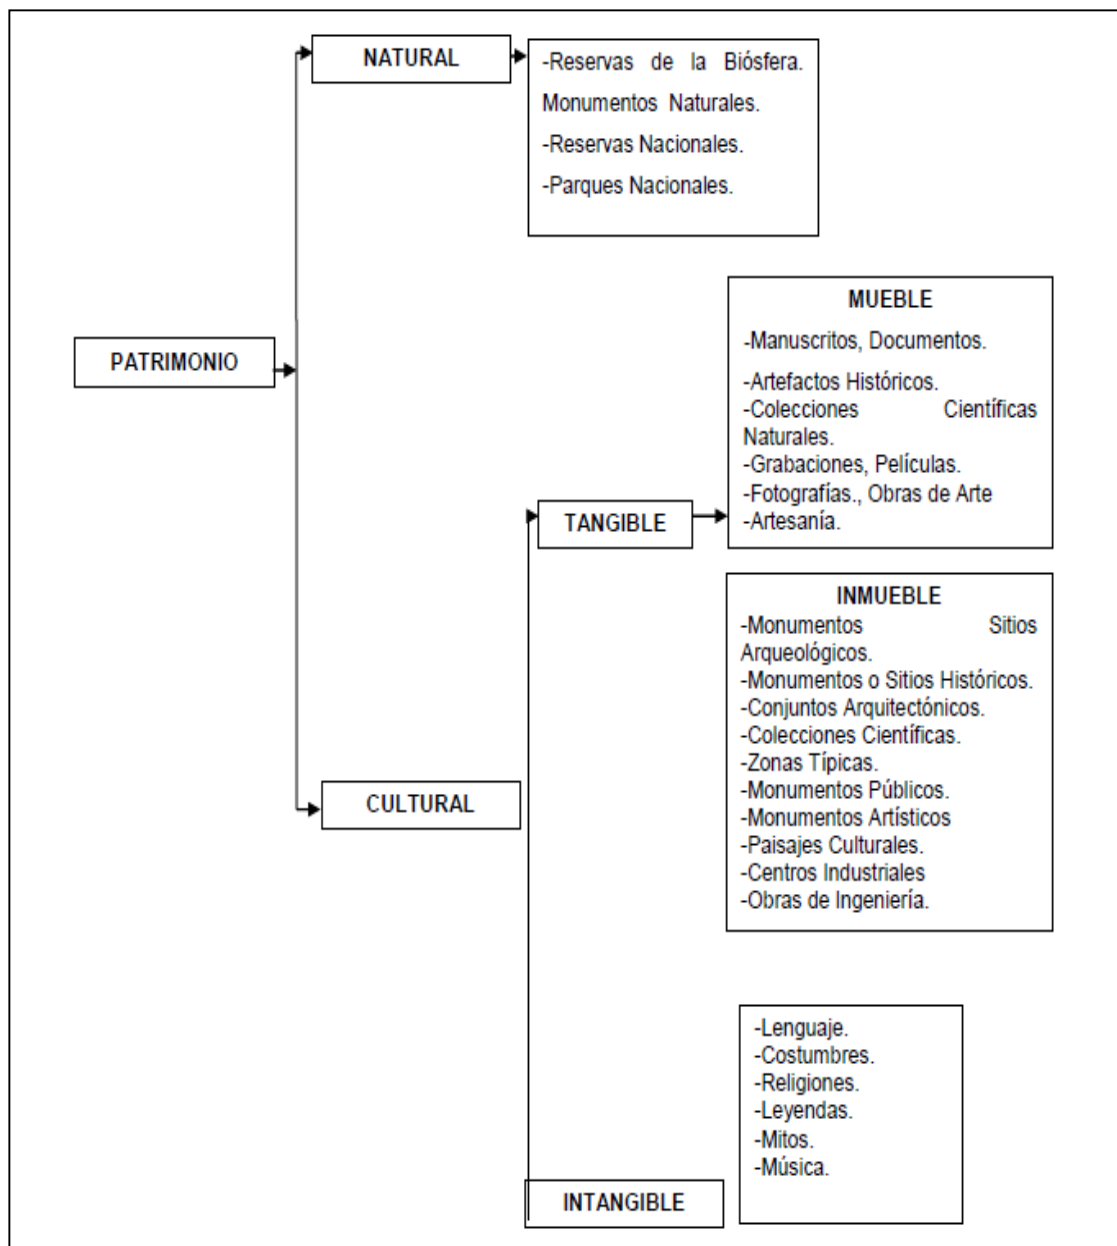 NATURAL
-Reservas de la Biósfera.
Monumentos Naturales.
-Reservas Nacionales.
-Parques Nacionales.
PATRIMONIO
MUEBLE
-Manuscritos, Documentos.
-Artefactos Históricos.
-Colecciones Científicas
Naturales.
-Grabaciones, Películas.
-Fotografías., Obras de Arte
-Artesanía.
TANGIBLE
INMUEBLE
-Monumentos Sitios
Arqueológicos.
-Monumentos o Sitios Históricos.
-Conjuntos Arquitectónicos.
-Colecciones Científicas.
-Zonas Típicas.
-Monumentos Públicos.
-Monumentos Artísticos
-Paisajes Culturales.
-Centros Industriales
-Obras de Ingeniería.
CULTURAL
-Lenguaje.
-Costumbres.
-Religiones.
-Leyendas.
-Mitos.
-Música.
INTANGIBLE